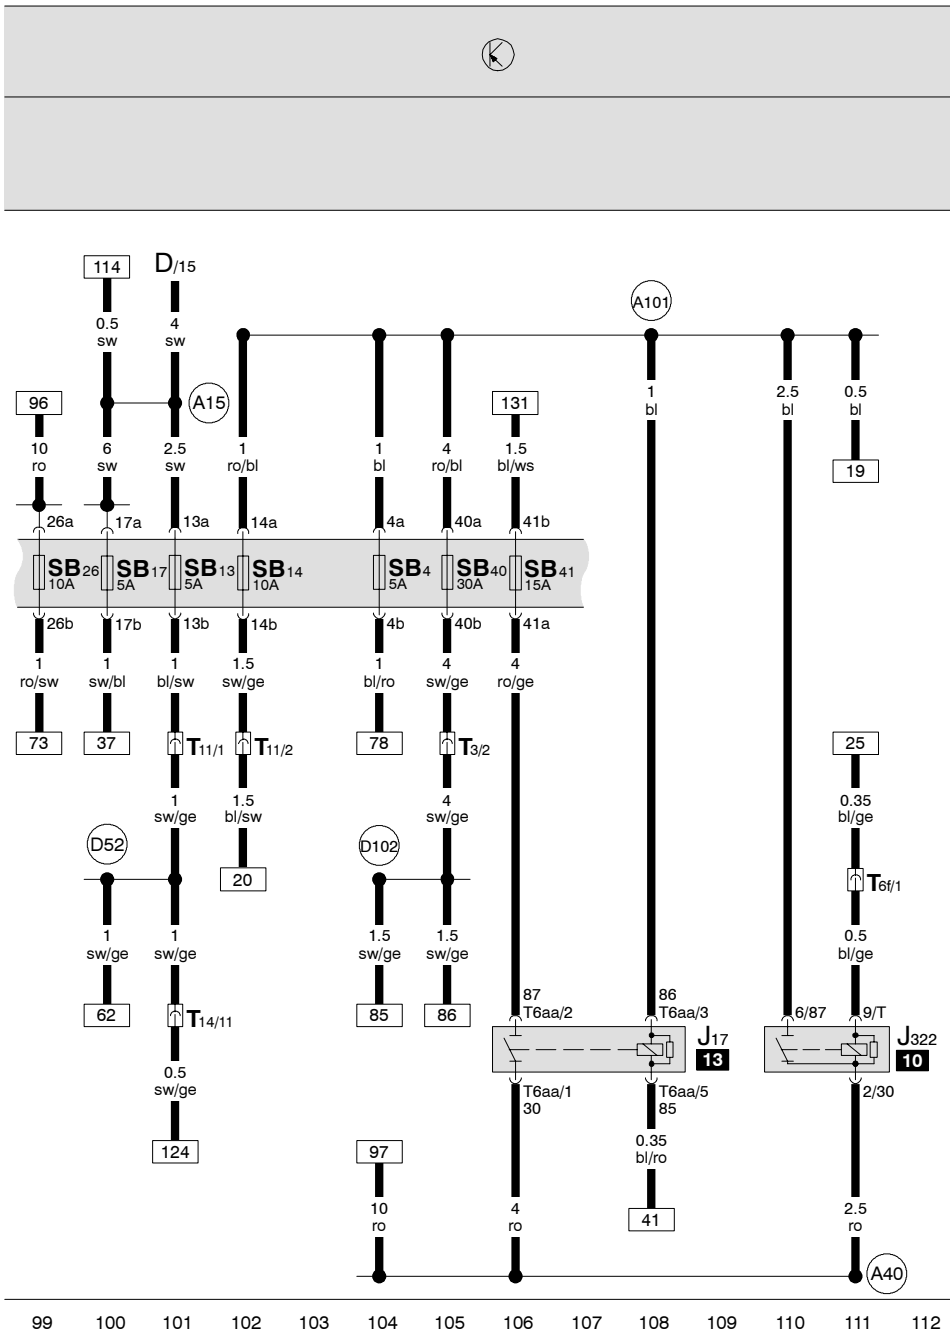 114
D/15
A101
0.5
sw
4
sw
96
A15
131
1
bl
2.5
bl
0.5
bl
10
ro
6
sw
2.5
sw
1
ro/bl
1
bl
4
ro/bl
1.5
bl/ws
19
26a
17a
13a
14a
4a
40a
41b
SB26
10A
SB17
5A
SB13
5A
SB14
10A
SB4
5A
SB40
30A
SB41
15A
26b
17b
13b
14b
4b
40b
41a
1
ro/sw
1
sw/bl
1
bl/sw
1.5
sw/ge
1
bl/ro
4
sw/ge
4
ro/ge
73
37
T11/1
T11/2
78
T3/2
25
1
sw/ge
1.5
bl/sw
4
sw/ge
0.35
bl/ge
D52
D102
20
T6f/1
1
sw/ge
1
sw/ge
1.5
sw/ge
1.5
sw/ge
0.5
bl/ge
62
T14/11
85
86
87
T6aa/2
86
T6aa/3
6/87
9/T
J17
13
J322
10
0.5
sw/ge
T6aa/1
30
T6aa/5
85
2/30
124
97
0.35
bl/ro
10
ro
4
ro
41
2.5
ro
A40
99 100 101 102 103 104 105 106 107 108 109 110 111 112